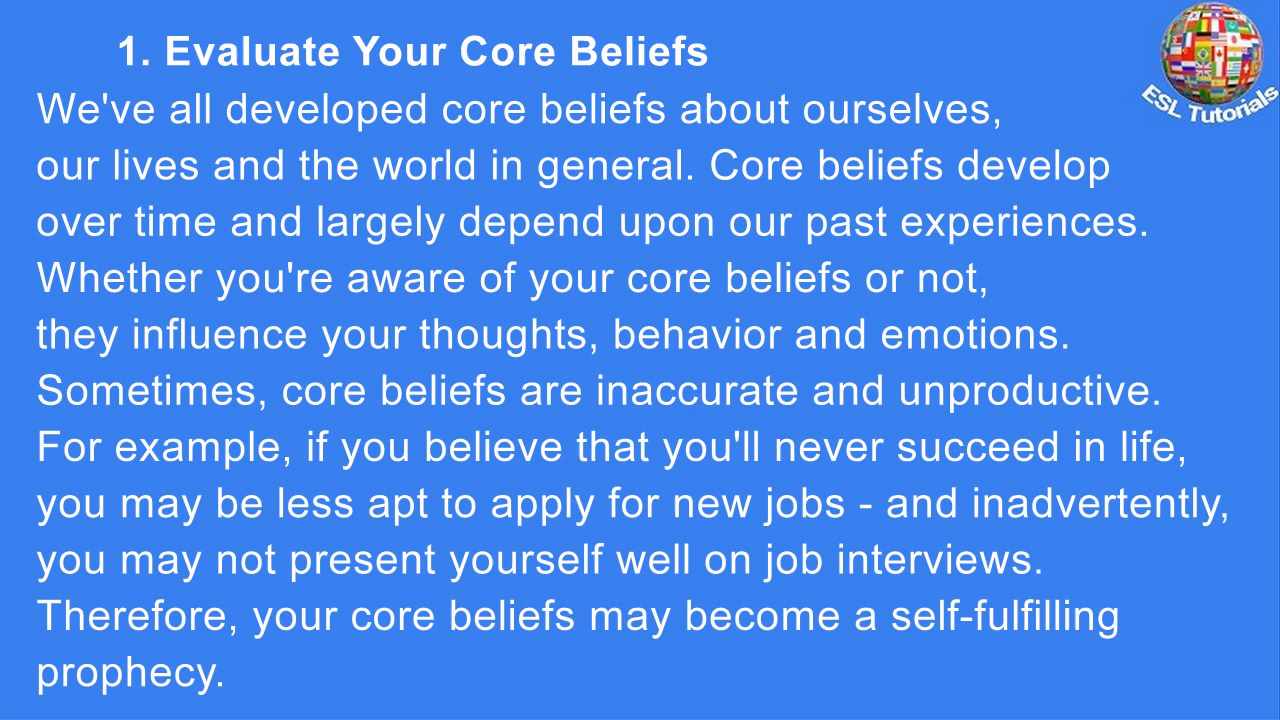 1. Evaluate Your Core Beliefs
We've all developed core beliefs about ourselves,
our lives and the world in general. Core beliefs develop
over time and largely depend upon our past experiences.
Whether you're aware of your core beliefs or not,
they influence your thoughts, behavior and emotions.
Sometimes, core beliefs are inaccurate and unproductive.
For example, if you believe that you'll never succeed in life,
you may be less apt to apply for new jobs - and inadvertently,
you may not present yourself well on job interviews.
Therefore, your core beliefs may become a self-fulfilling
prophecy.
ESL Tutorials